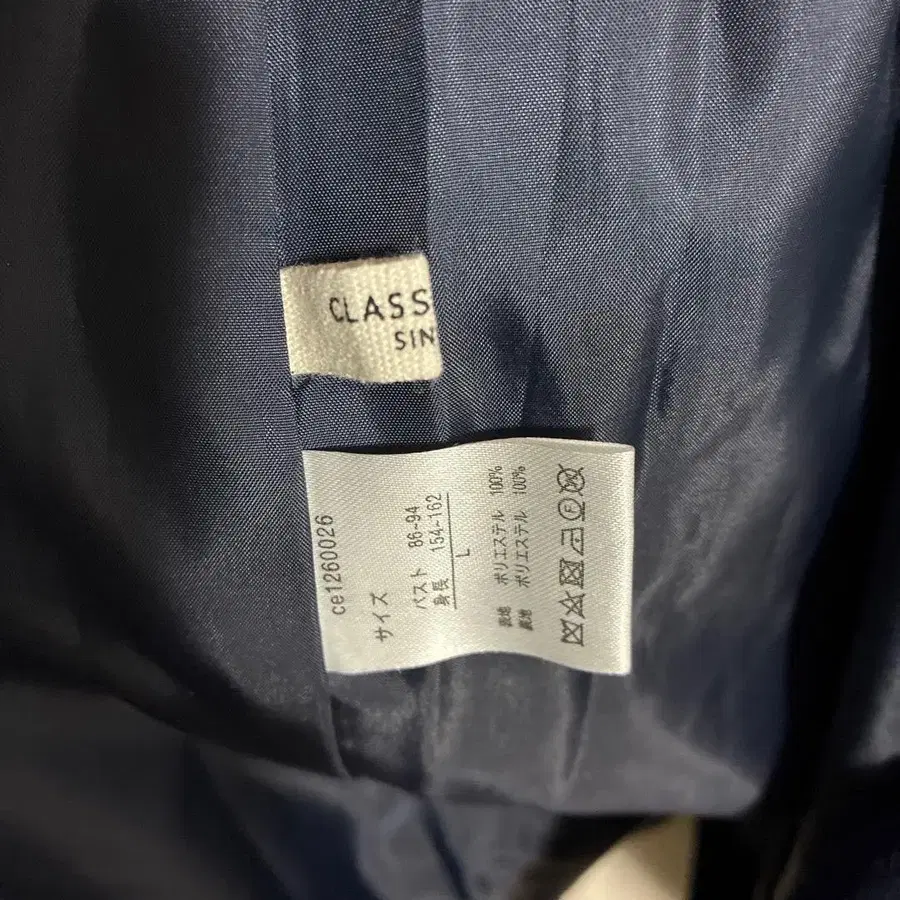 CLASS
SIN
ce1260026
サイズ
バスト 86-94
身長 154-162
L
表地 ポリエステル 100%
裏地 ポリエステル 100%